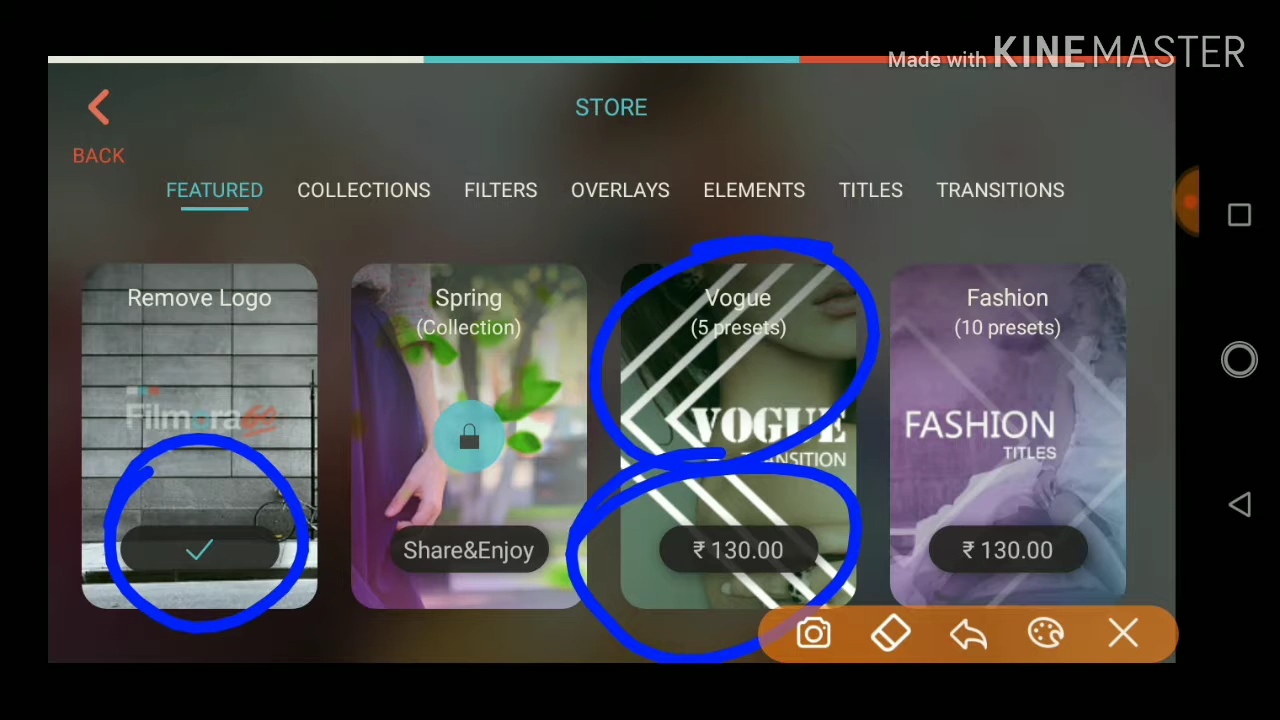 Made with KINEMASTER
STORE
BACK
FEATURED COLLECTIONS FILTERS OVERLAYS ELEMENTS TITLES TRANSITIONS
Remove Logo
FilmoraGo
Spring
(Collection)
Share&Enjoy
Vogue
(5 presets)
VOGUE
TRANSITION
₹ 130.00
Fashion
(10 presets)
FASHION
TITLES
₹ 130.00